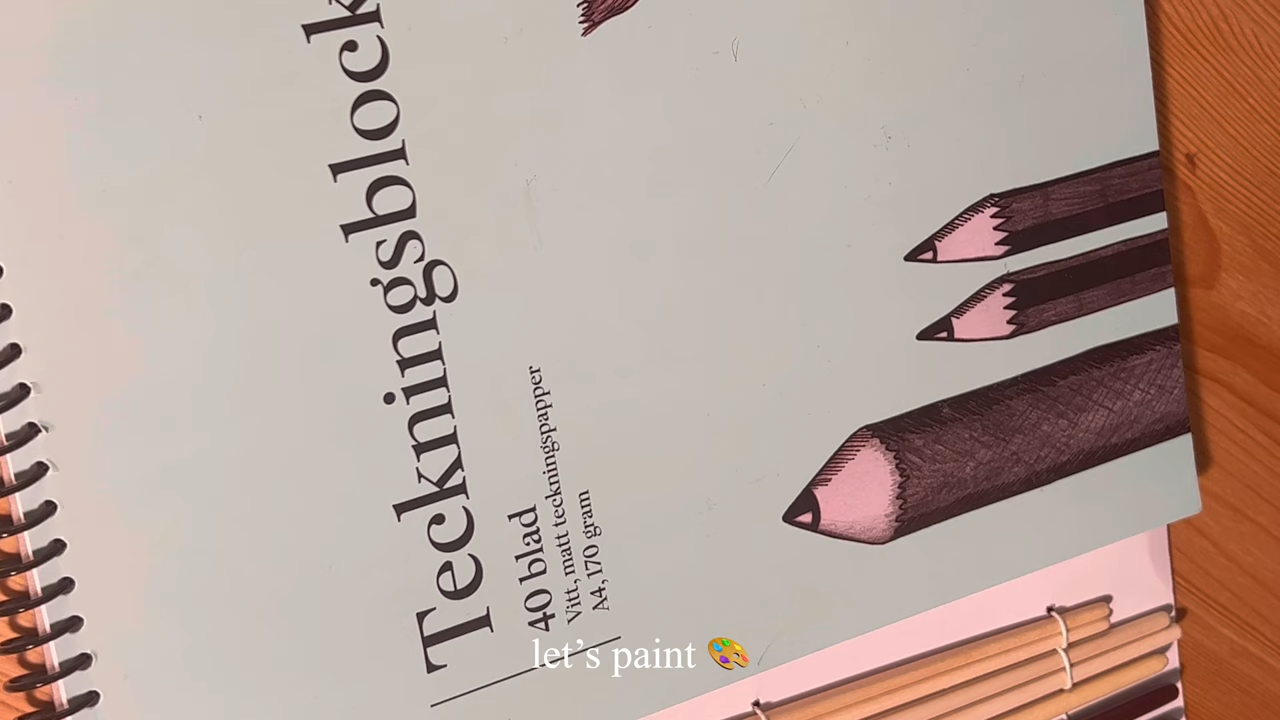 Teckningsblock
40 blad
Vitt, matt teckningspapper
A4, 170 gram
let's paint 🎨